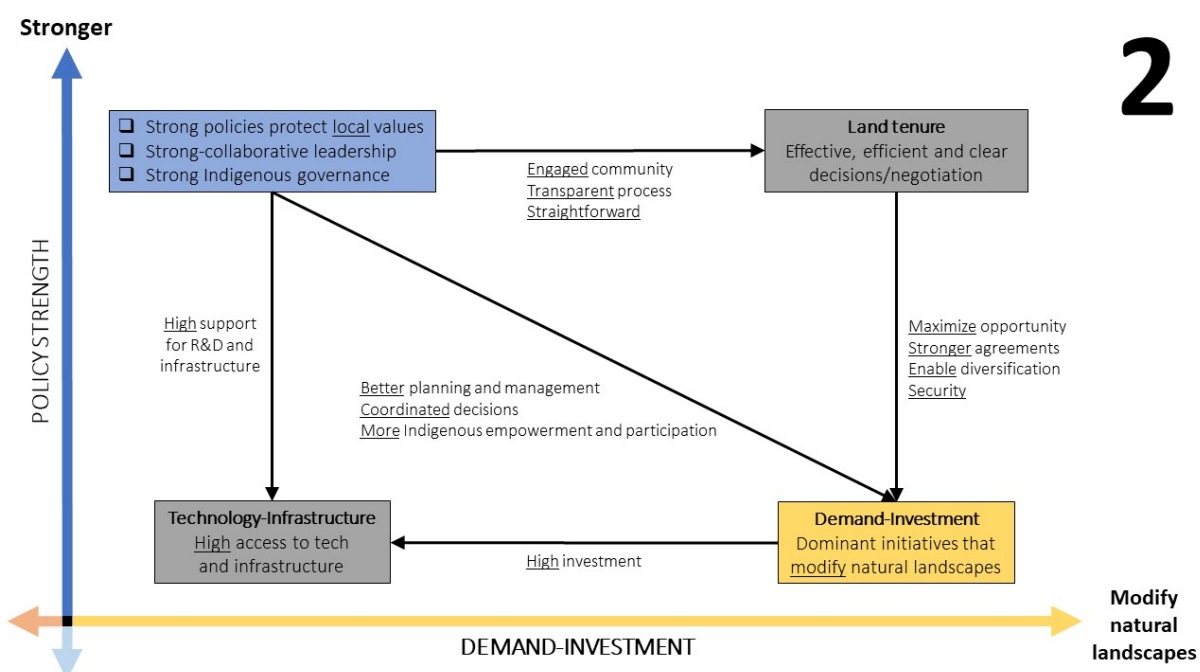 Stronger
2
❑ Strong policies protect local values
❑ Strong-collaborative leadership
❑ Strong Indigenous governance
Land tenure
Effective, efficient and clear
decisions/negotiation
Engaged community
Transparent process
Straightforward
POLICY STRENGTH
High support
for R&D and
infrastructure
Maximize opportunity
Stronger agreements
Enable diversification
Security
Better planning and management
Coordinated decisions
More Indigenous empowerment and participation
Technology-Infrastructure
High access to tech
and infrastructure
High investment
Demand-Investment
Dominant initiatives that
modify natural landscapes
DEMAND-INVESTMENT
Modify
natural
landscapes